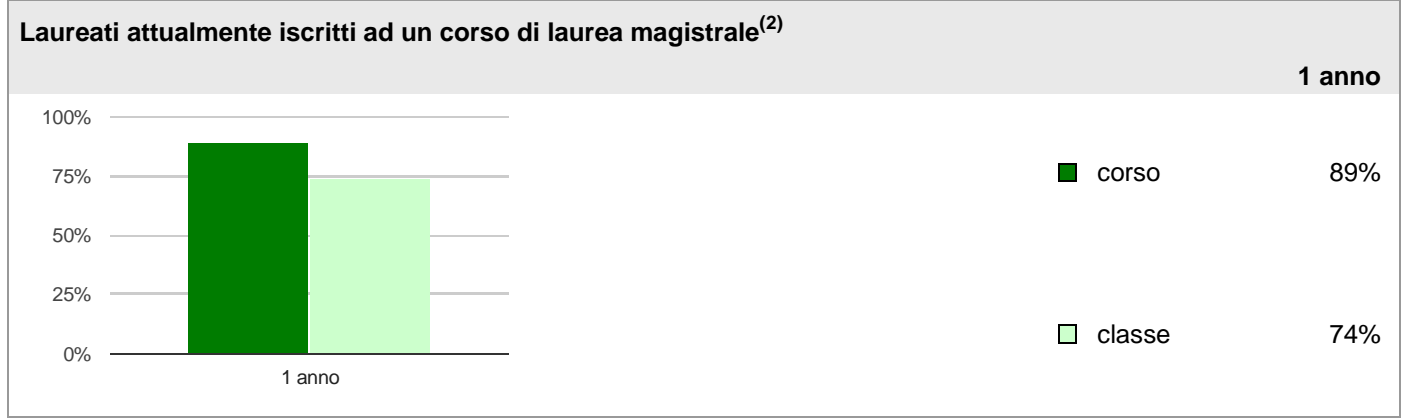 Laureati attualmente iscritti ad un corso di laurea magistrale(2)
1 anno
100%
75%
50%
25%
0%
1 anno
corso 89%
classe 74%